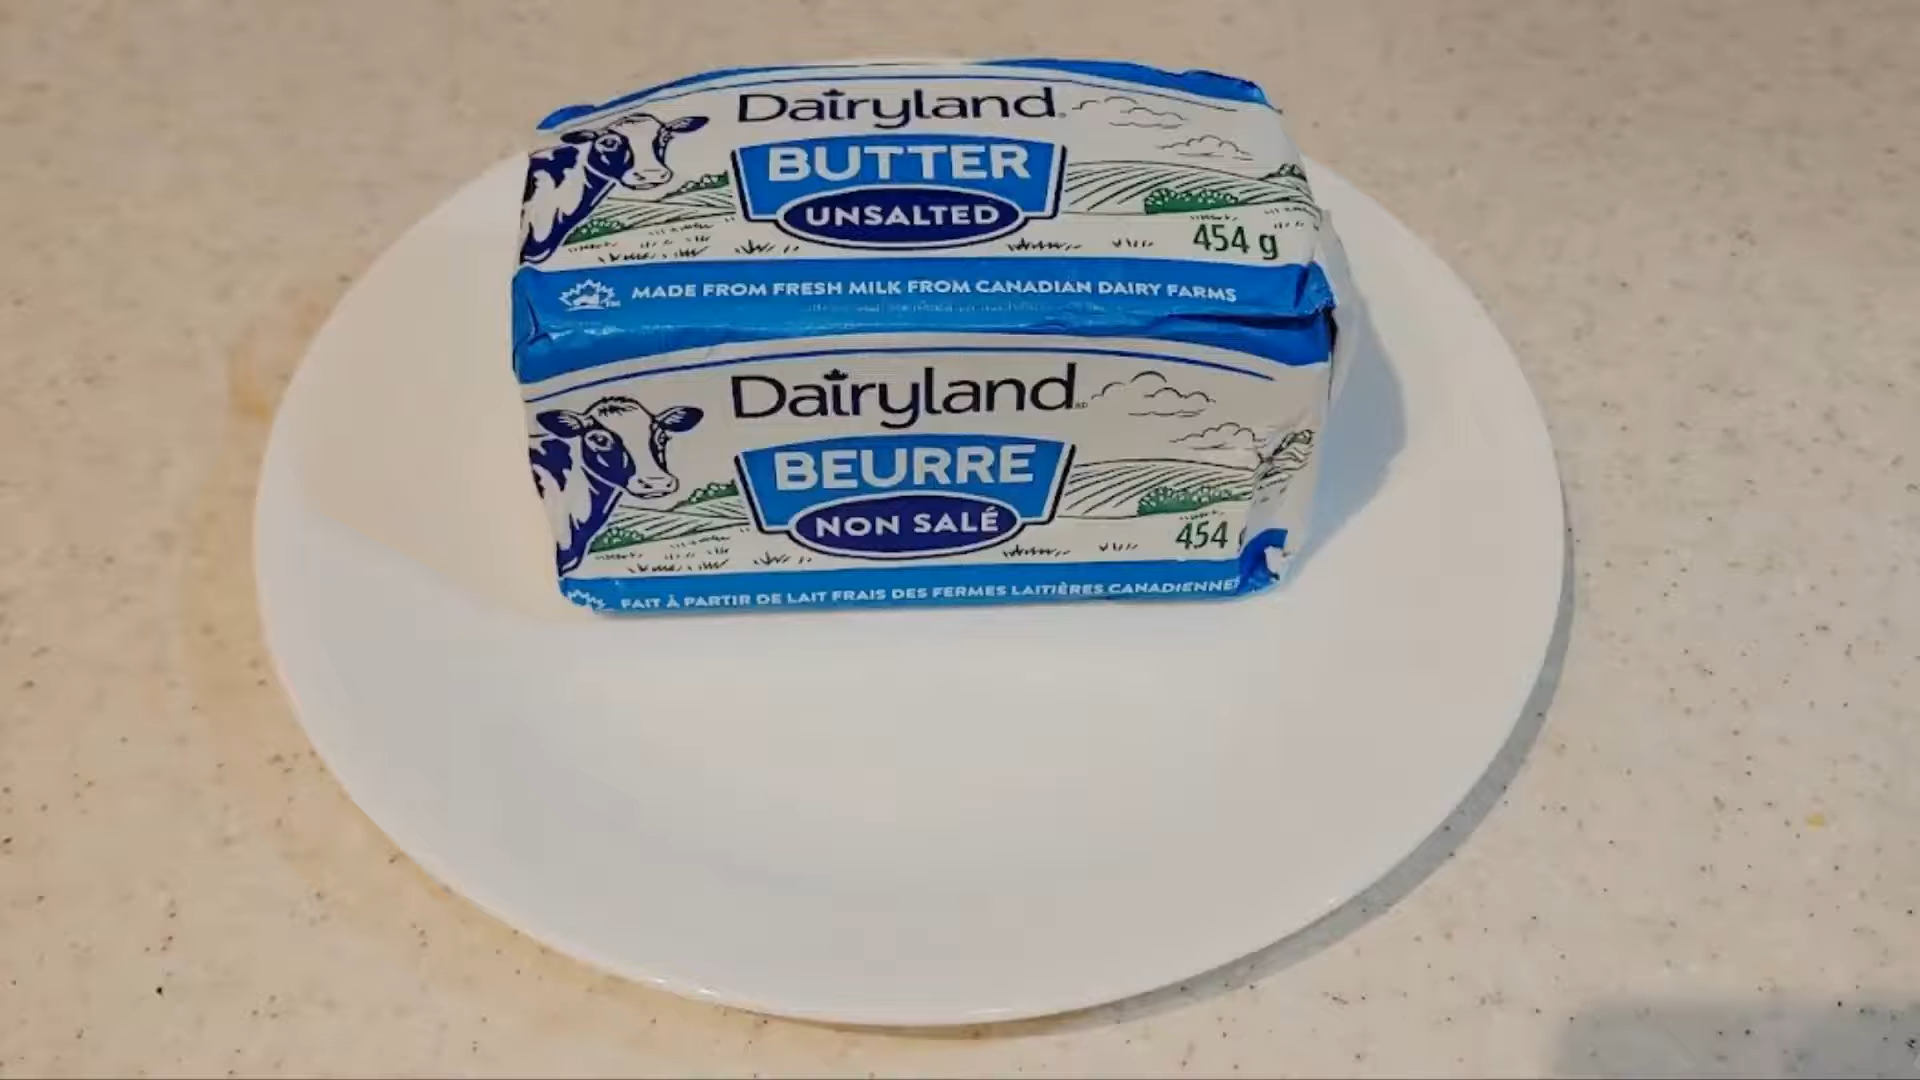 Dairyland
BUTTER
UNSALTED
454 g
MADE FROM FRESH MILK FROM CANADIAN DAIRY FARMS
Dairyland
BEURRE
NON SALÉ
454
FAIT À PARTIR DE LAIT FRAIS DES FERMES LAITIÈRES CANADIENNES